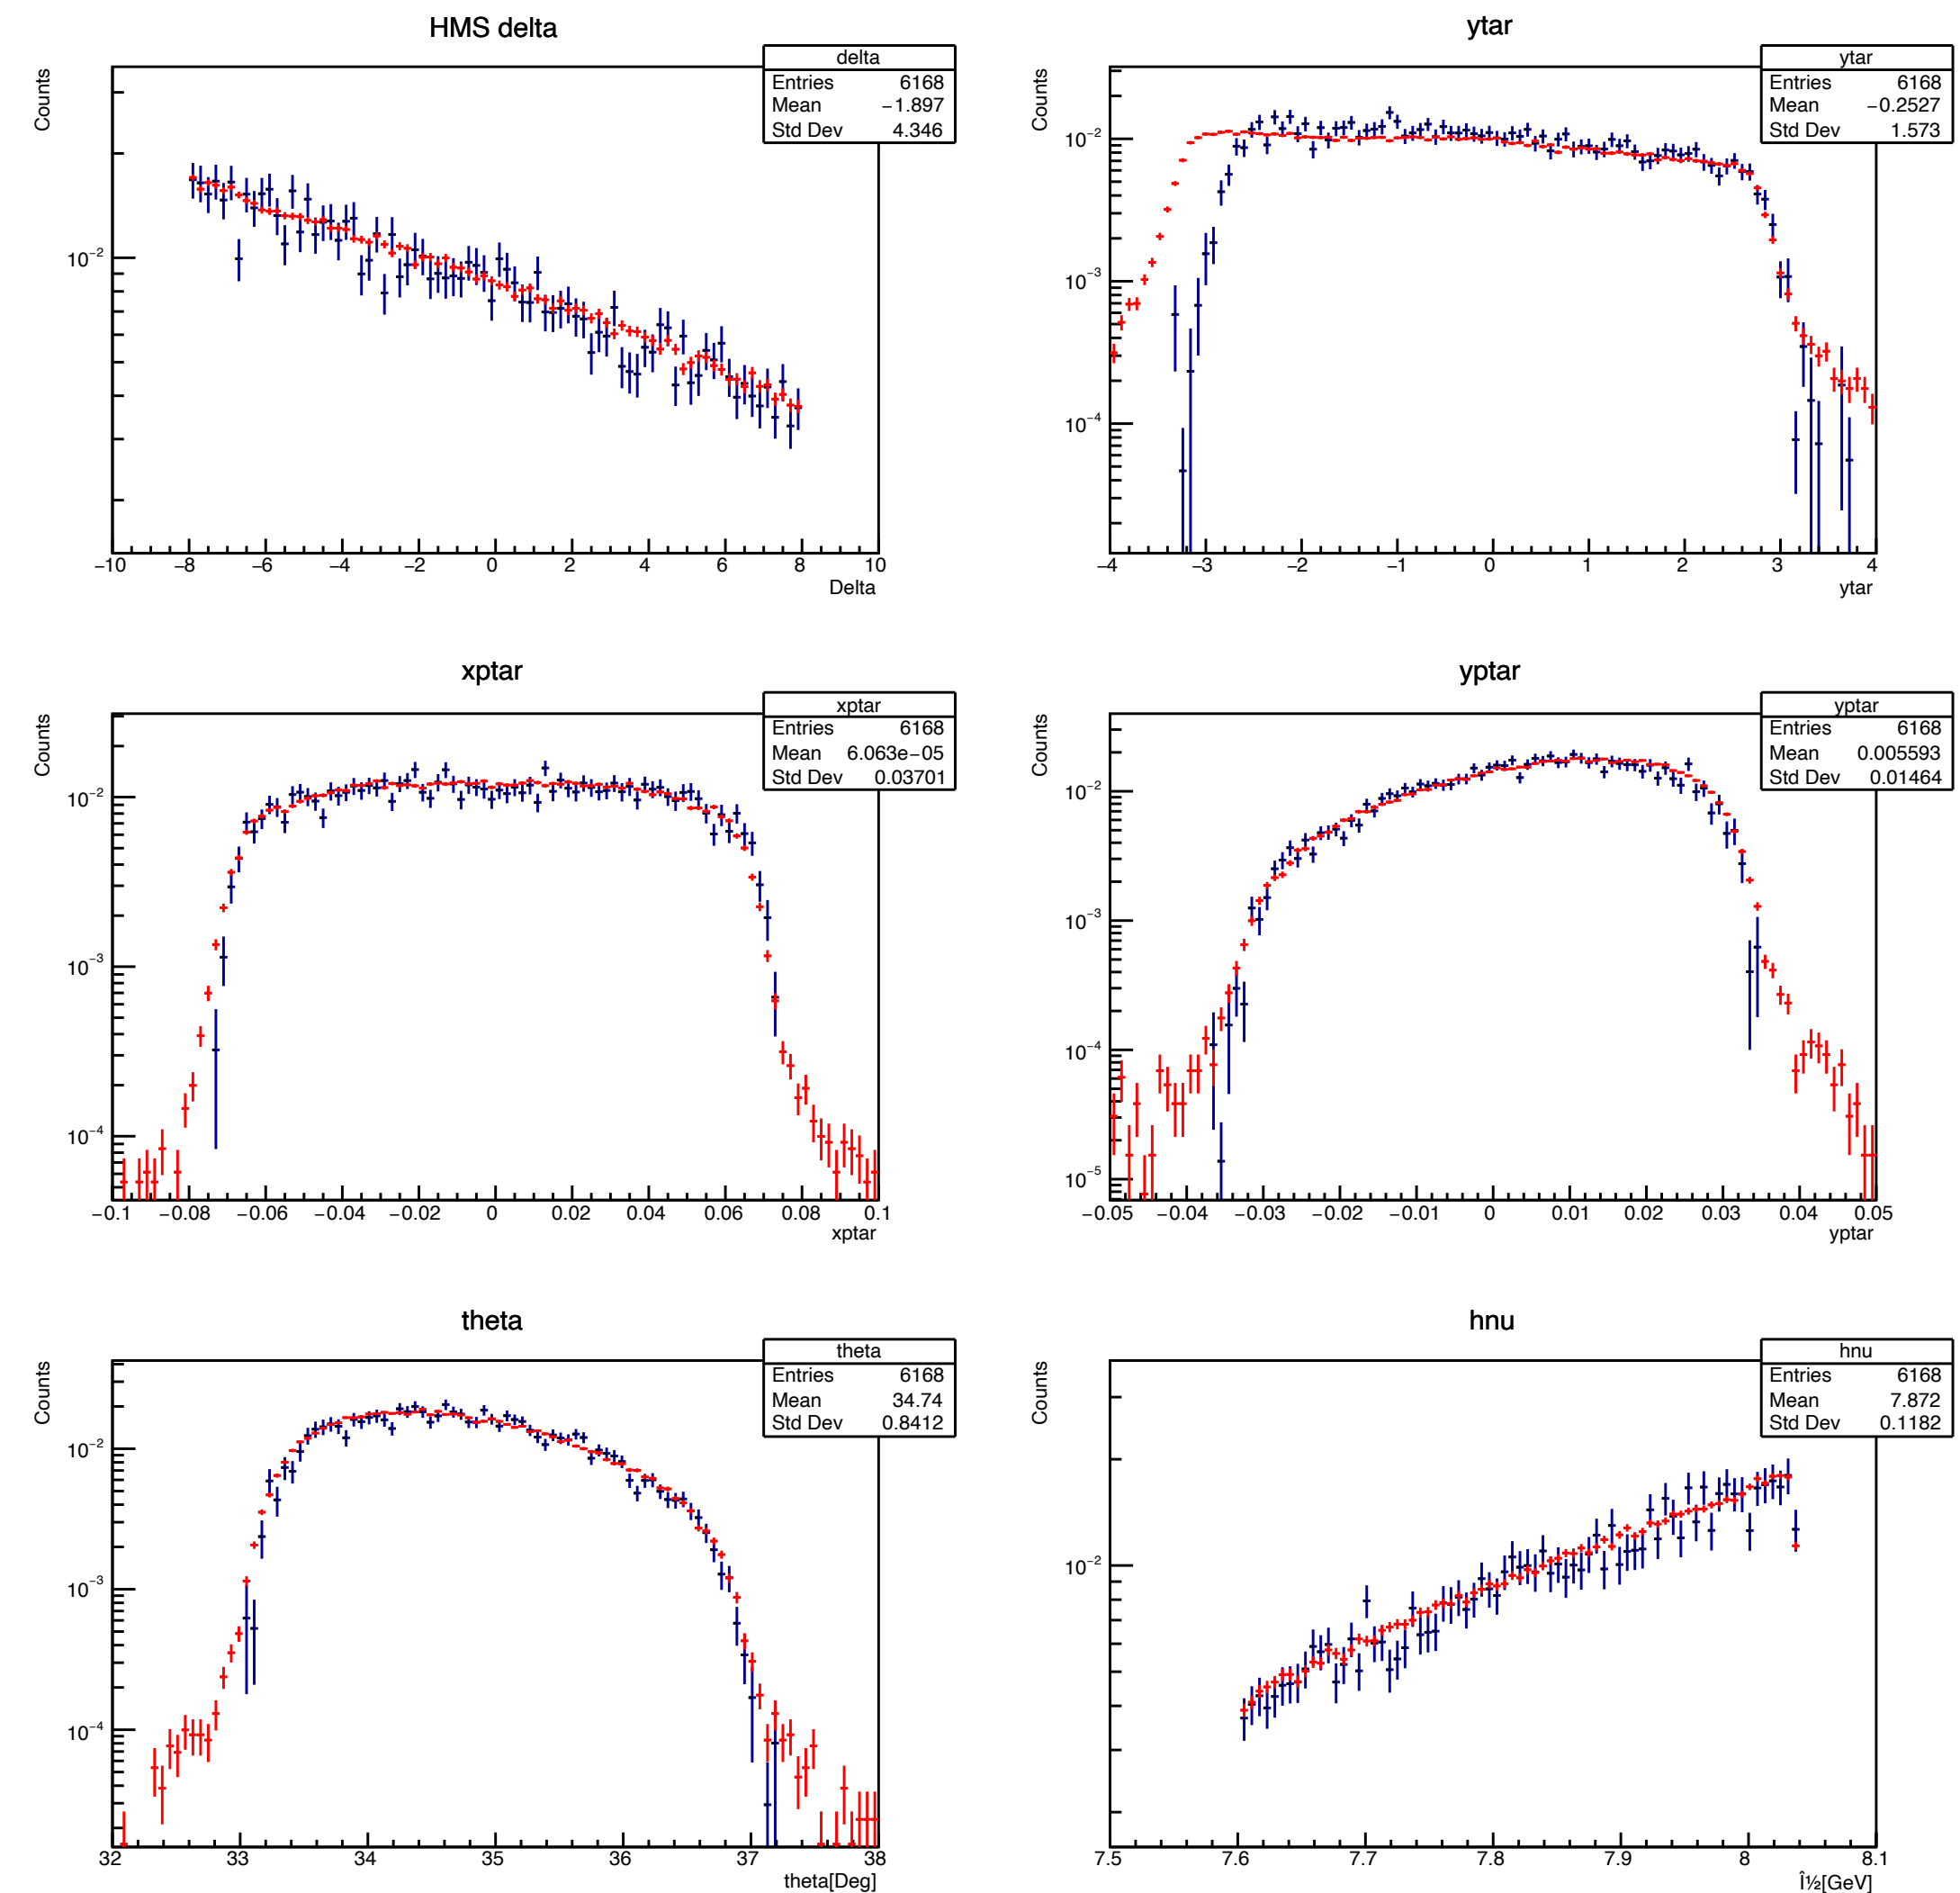 HMS delta
Counts
delta
Entries 6168
Mean −1.897
Std Dev 4.346
10−2
−10 −8 −6 −4 −2 0 2 4 6 8 10
Delta
ytar
Counts
ytar
Entries 6168
Mean −0.2527
Std Dev 1.573
10−2
10−3
10−4
−4 −3 −2 −1 0 1 2 3 4
ytar
xptar
Counts
xptar
Entries 6168
Mean 6.063e−05
Std Dev 0.03701
10−2
10−3
10−4
−0.1 −0.08 −0.06 −0.04 −0.02 0 0.02 0.04 0.06 0.08 0.1
xptar
yptar
Counts
yptar
Entries 6168
Mean 0.005593
Std Dev 0.01464
10−2
10−3
10−4
10−5
−0.05 −0.04 −0.03 −0.02 −0.01 0 0.01 0.02 0.03 0.04 0.05
yptar
theta
Counts
theta
Entries 6168
Mean 34.74
Std Dev 0.8412
10−2
10−3
10−4
32 33 34 35 36 37 38
theta[Deg]
hnu
Counts
hnu
Entries 6168
Mean 7.872
Std Dev 0.1182
10−2
7.5 7.6 7.7 7.8 7.9 8 8.1
Î½[GeV]